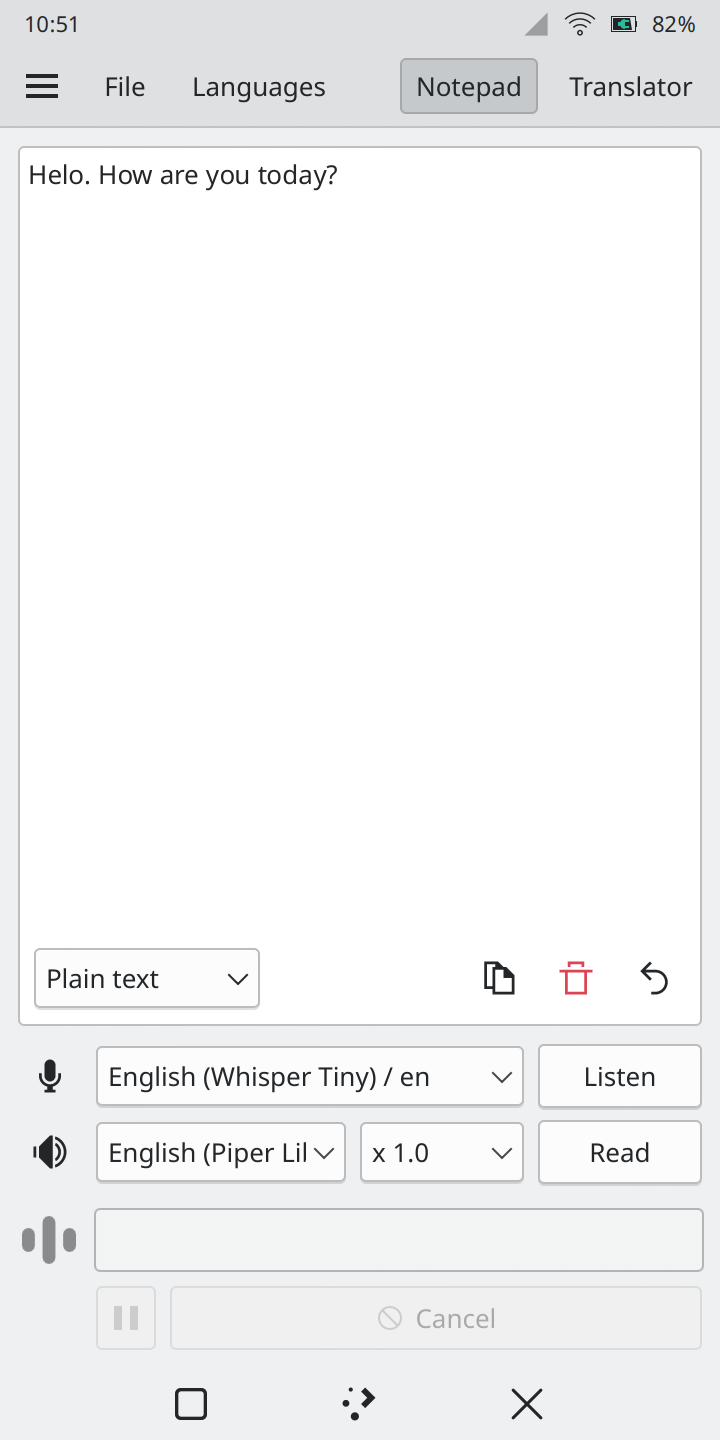 10:51 82%
File Languages Notepad Translator
Helo. How are you today?
Plain text
English (Whisper Tiny) / en Listen
English (Piper Lil x 1.0 Read
Cancel